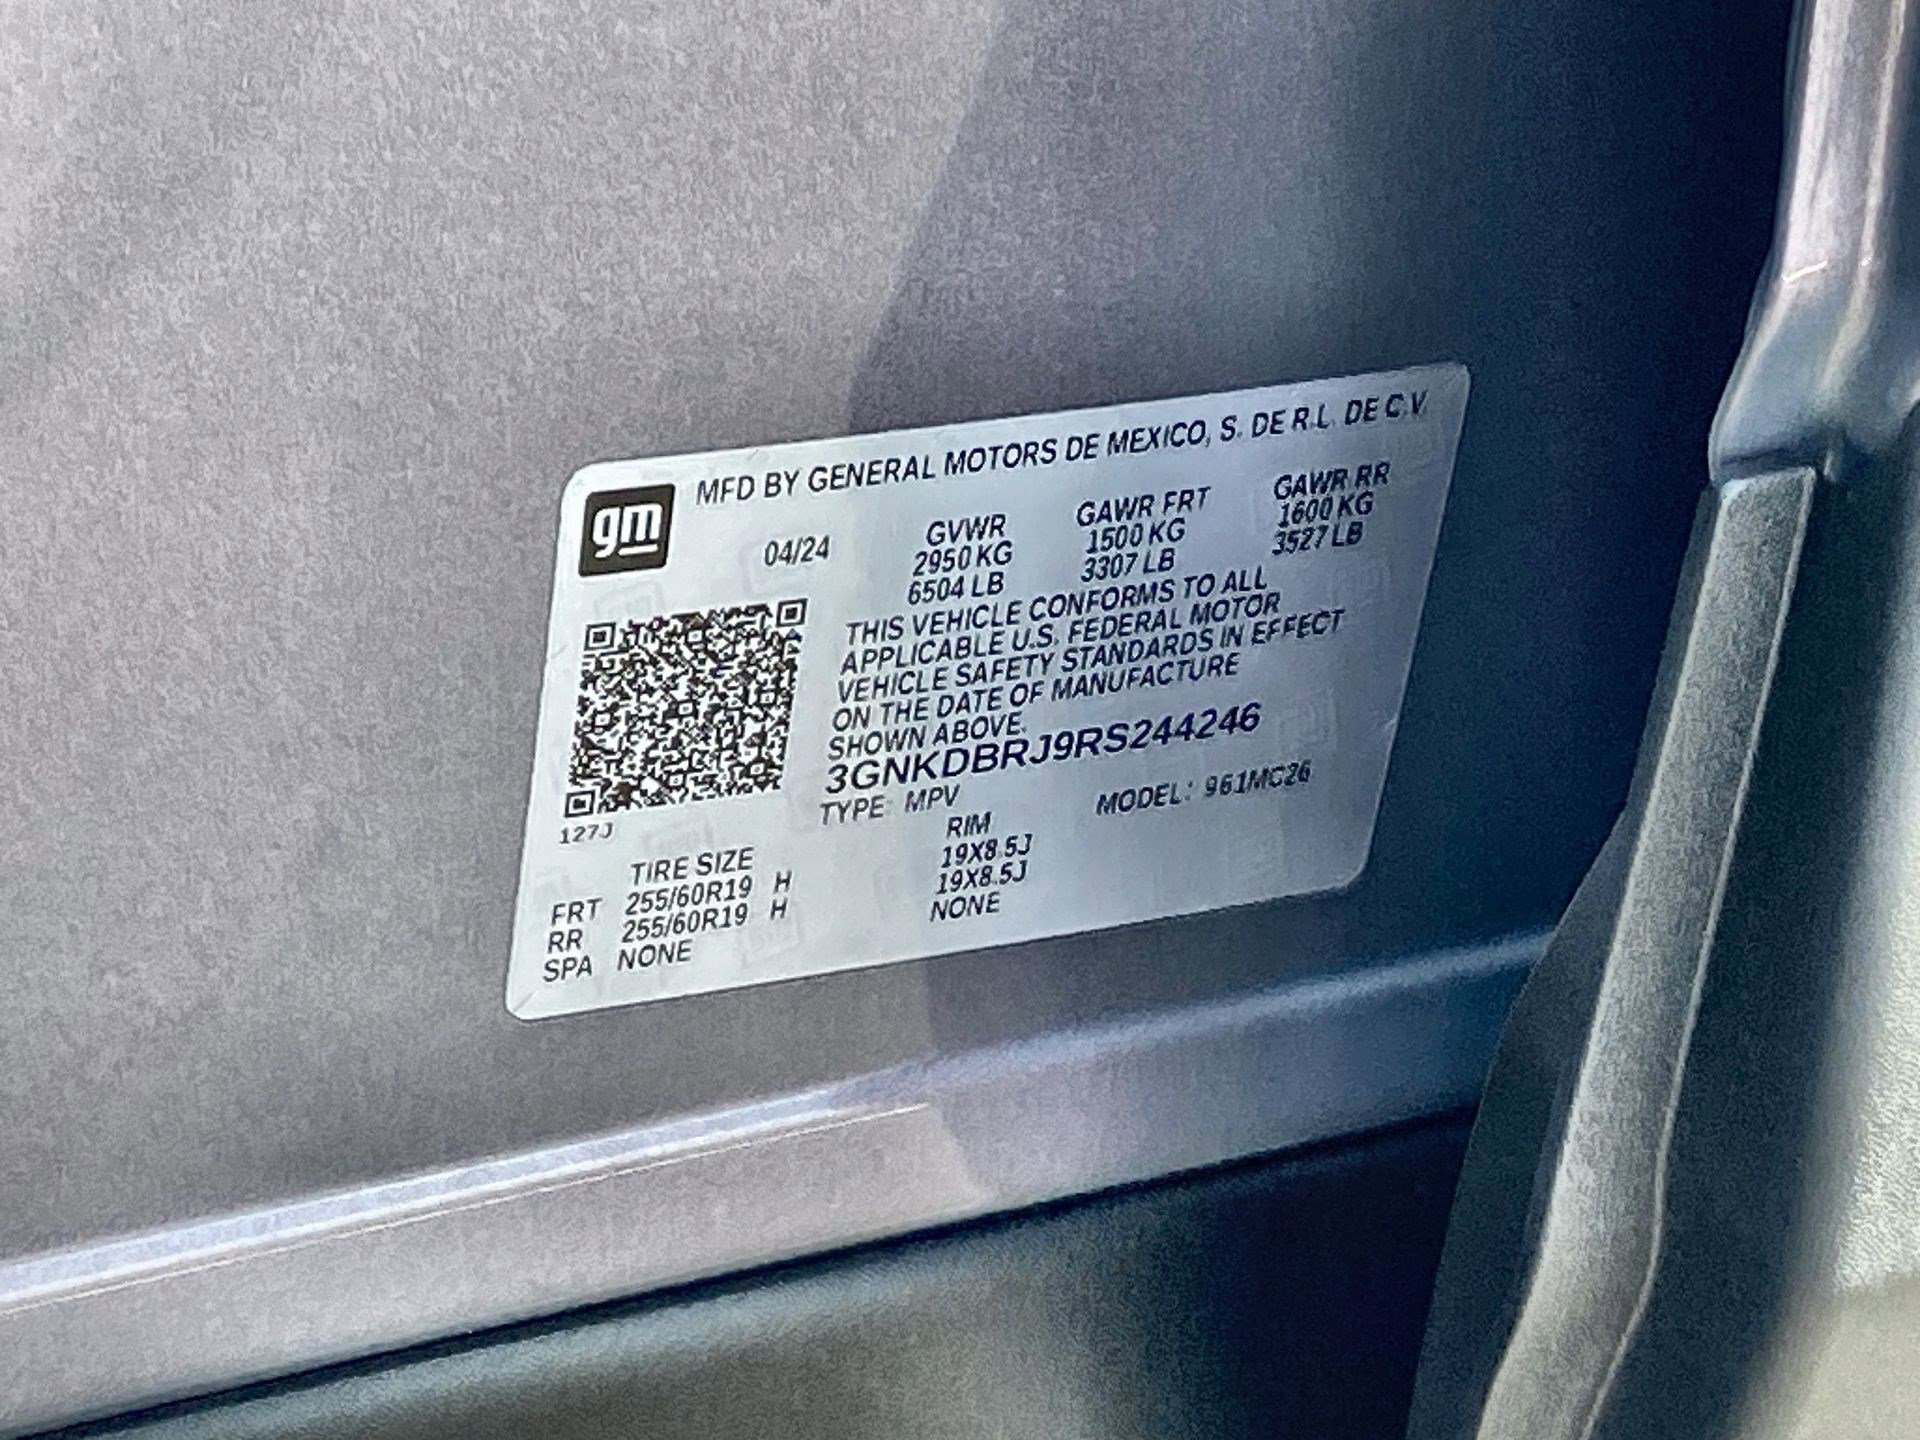 MFD BY GENERAL MOTORS DE MEXICO, S. DE R.L. DE C.V.
gm
04/24
GVWR GAWR FRT GAWR RR
2950 KG 1500 KG 1600 KG
6504 LB 3307 LB 3527 LB
THIS VEHICLE CONFORMS TO ALL
APPLICABLE U.S. FEDERAL MOTOR
VEHICLE SAFETY STANDARDS IN EFFECT
ON THE DATE OF MANUFACTURE
SHOWN ABOVE.
3GNKDBRJ9RS244246
TYPE: MPV MODEL: 961MC26
127J
TIRE SIZE RIM
FRT 255/60R19 H 19X8.5J
RR 255/60R19 H 19X8.5J
SPA NONE NONE